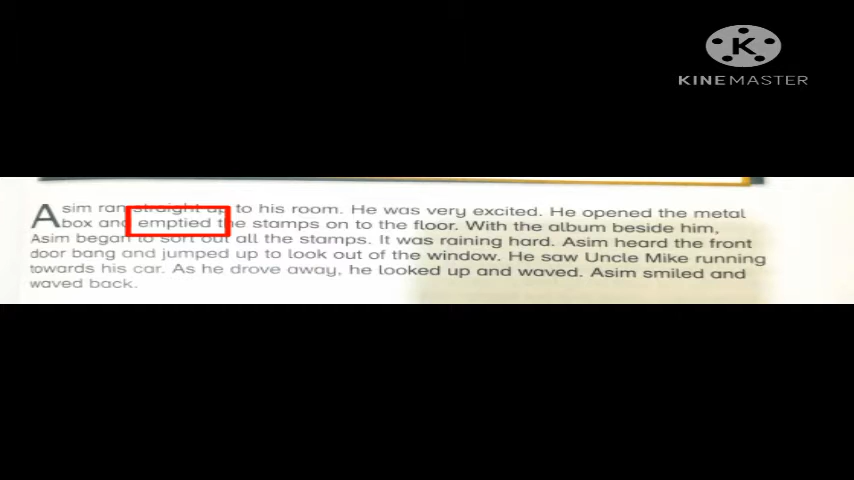 K
KINEMASTER
Asim ran straight up to his room. He was very excited. He opened the metal
box and emptied the stamps on to the floor. With the album beside him,
Asim began to sort out all the stamps. It was raining hard. Asim heard the front
door bang and jumped up to look out of the window. He saw Uncle Mike running
towards his car. As he drove away, he looked up and waved. Asim smiled and
waved back.